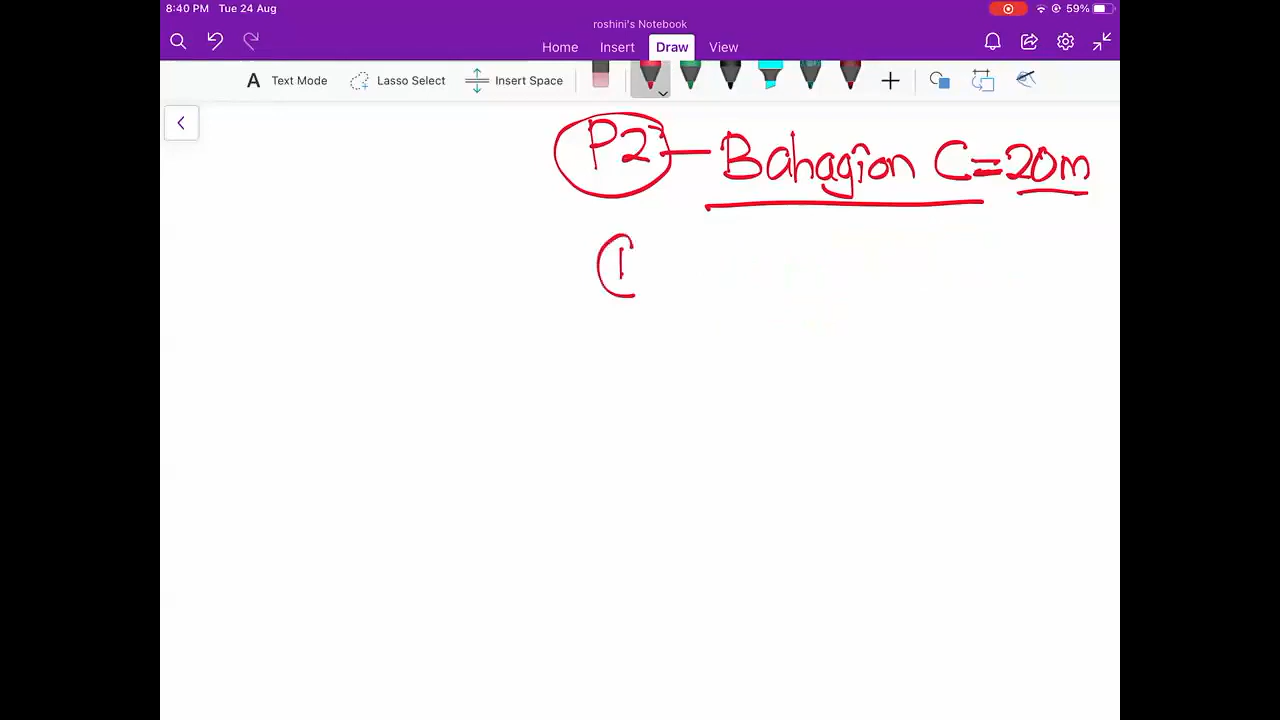 8:40 PM Tue 24 Aug 59%
roshini's Notebook
Home Insert Draw View
A Text Mode Lasso Select Insert Space
P2 — Bahagian C = 20m
(1